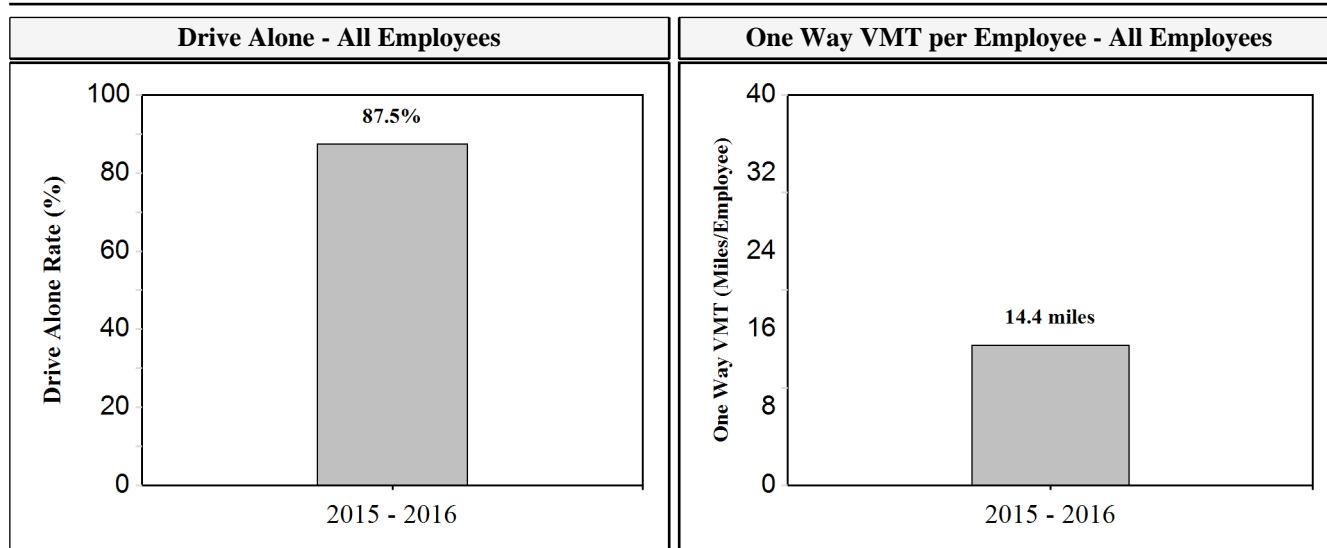 Drive Alone - All Employees
One Way VMT per Employee - All Employees
Drive Alone Rate (%)
100
80
60
40
20
0
87.5%
2015 - 2016
One Way VMT (Miles/Employee)
40
32
24
16
8
0
14.4 miles
2015 - 2016